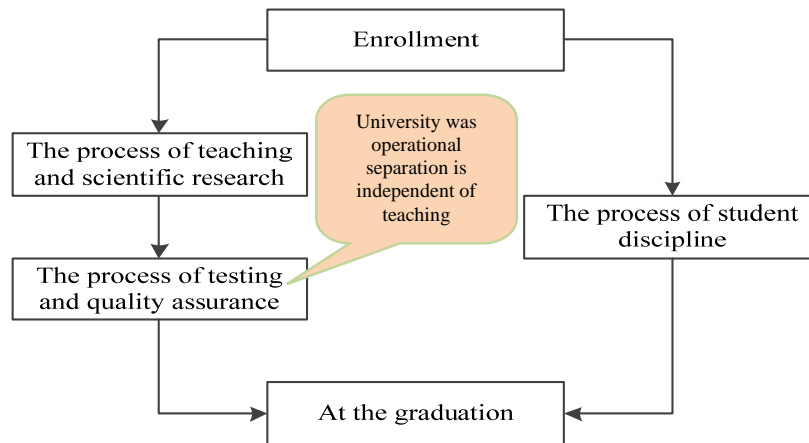 Enrollment
University was
operational
separation is
independent of
teaching
The process of teaching
and scientific research
The process of student
discipline
The process of testing
and quality assurance
At the graduation